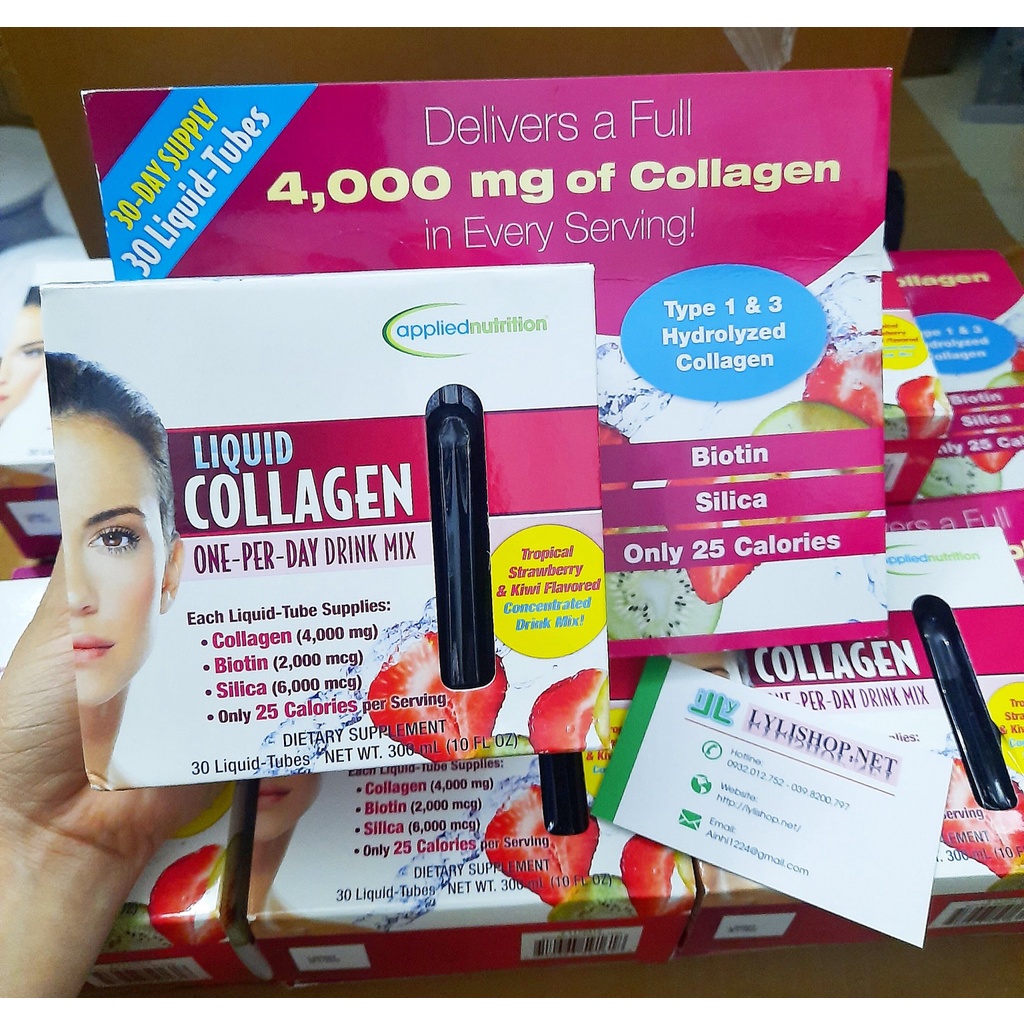 30-DAY SUPPLY
30 Liquid-Tubes
Delivers a Full
4,000 mg of Collagen
in Every Serving!
Type 1 & 3
Hydrolyzed
Collagen
Biotin
Silica
Only 25 Calories
appliednutrition
LIQUID
COLLAGEN
ONE-PER-DAY DRINK MIX
Tropical
Strawberry
& Kiwi Flavored
Concentrated
Drink Mix!
Each Liquid-Tube Supplies:
• Collagen (4,000 mg)
• Biotin (2,000 mcg)
• Silica (6,000 mcg)
• Only 25 Calories per Serving
DIETARY SUPPLEMENT
30 Liquid-Tubes NET WT. 306 mL (10 FL OZ)
Each Liquid-Tube Supplies:
• Collagen (4,000 mg)
• Biotin (2,000 mcg)
• Silica (6,000 mcg)
• Only 25 Calories per Serving
DIETARY SUPPLEMENT
30 Liquid-Tubes NET WT. 306 mL (10 FL OZ)
Collagen
Type 1 & 3
Hydrolyzed
Collagen
Biotin
Silica
Only 25 Calories
appliednutrition
COLLAGEN
ONE-PER-DAY DRINK MIX
LyLy
LYLISHOP.NET
Hotline:
0932.012.752 - 039.8200.797
Website:
http://lylishop.net/
Email:
Ainhi1224@gmail.com